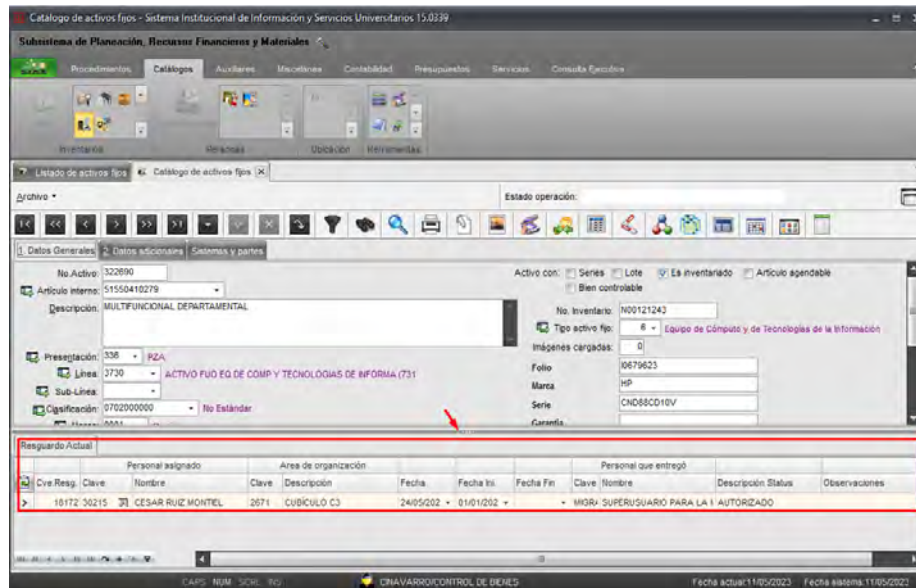 Catálogo de activos fijos - Sistema Institucional de Información y Servicios Universitarios 15.0339
Subsistema de Planeación, Recursos Financieros y Materiales
Procedimientos Catálogos Auxiliares Misceláneos Contabilidad Presupuestos Servicios Consulta Ejecutiva
Inventarios Personas Ubicación Herramientas
Listado de activos fijos Catálogo de activos fijos
Archivo Estado operación:
1. Datos Generales 2. Datos adicionales Sistemas y partes
No.Activo: 322690 Activo con: Series Lote Es inventariado Artículo agendable
Artículo interno: 51550410279 Bien controlable
Descripción: MULTIFUNCIONAL DEPARTAMENTAL No. Inventario: N00121243
Tipo activo fijo: 6 Equipo de Cómputo y de Tecnologías de la Información
Imágenes cargadas: 0
Presentación: 336 PZA Folio I0679623
Línea: 3730 ACTIVO FIJO EQ DE COMP Y TECNOLOGIAS DE INFORMA (731 Marca HP
Sub-Línea: Serie CND88CD10V
Clasificación: 0702000000 No Estándar Garantía
Resguardo Actual
Personal asignado Area de organización Personal que entregó
Cve.Resg. Clave Nombre Clave Descripción Fecha Fecha Ini. Fecha Fin Clave Nombre Descripción Status Observaciones
18172 30215 CESAR RUIZ MONTIEL 2671 CUBÍCULO C3 24/05/202 01/01/202 MIGRA SUPERUSUARIO PARA LA AUTORIZADO
CAPS NUM SCRL INS CINAVARRO/CONTROL DE BIENES Fecha actual:11/05/2023 Fecha sistema:11/05/2023